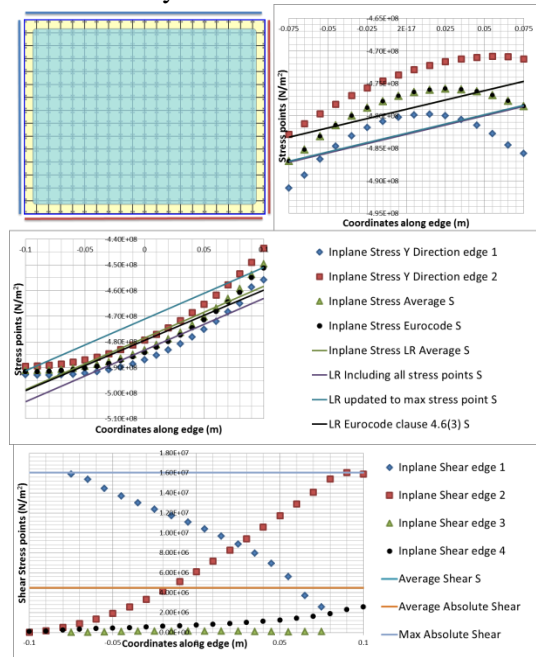 -4.65E+08
-0.075 -0.05 -0.025 2E-17 0.025 0.05 0.075
-4.70E+08
-4.75E+08
-4.85E+08
-4.95E+08
Stress points (N/m²)
Coordinates along edge (m)
-4.40E+08
-0.1 -0.05 0 0.05 0.1
-4.50E+08
-4.60E+08
-4.70E+08
-5.10E+08
Stress points (N/m²)
Coordinates along edge (m)
Inplane Stress Y Direction edge 1
Inplane Stress Y Direction edge 2
Inplane Stress Average S
Inplane Stress Eurocode S
Inplane Stress LR Average S
LR Including all stress points S
LR updated to max stress point S
LR Eurocode clause 4.6(3) S
1.80E+07
1.60E+07
1.40E+07
1.20E+07
1.00E+07
8.00E+06
6.00E+06
4.00E+06
2.00E+06
0.00E+00
Shear Stress points (N/m²)
-0.05 0 0.05 0.1
Coordinates along edge (m)
Inplane Shear edge 1
Inplane Shear edge 2
Inplane Shear edge 3
Inplane Shear edge 4
Average Shear S
Average Absolute Shear
Max Absolute Shear